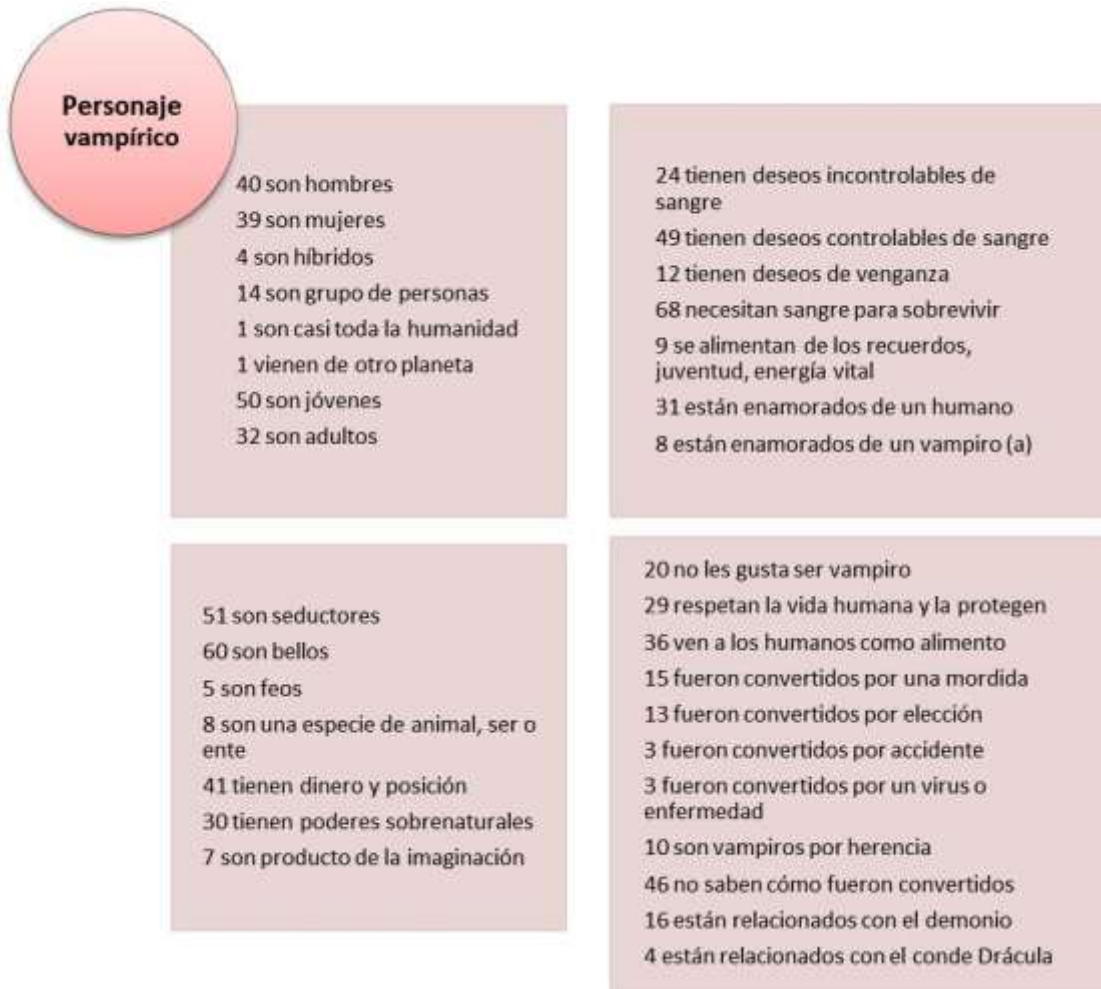 Personaje
vampírico
40 son hombres
39 son mujeres
4 son híbridos
14 son grupo de personas
1 son casi toda la humanidad
1 vienen de otro planeta
50 son jóvenes
32 son adultos
24 tienen deseos incontrolables de
sangre
49 tienen deseos controlables de sangre
12 tienen deseos de venganza
68 necesitan sangre para sobrevivir
9 se alimentan de los recuerdos,
juventud, energía vital
31 están enamorados de un humano
8 están enamorados de un vampiro (a)
51 son seductores
60 son bellos
5 son feos
8 son una especie de animal, ser o
ente
41 tienen dinero y posición
30 tienen poderes sobrenaturales
7 son producto de la imaginación
20 no les gusta ser vampiro
29 respetan la vida humana y la protegen
36 ven a los humanos como alimento
15 fueron convertidos por una mordida
13 fueron convertidos por elección
3 fueron convertidos por accidente
3 fueron convertidos por un virus o
enfermedad
10 son vampiros por herencia
46 no saben cómo fueron convertidos
16 están relacionados con el demonio
4 están relacionados con el conde Drácula